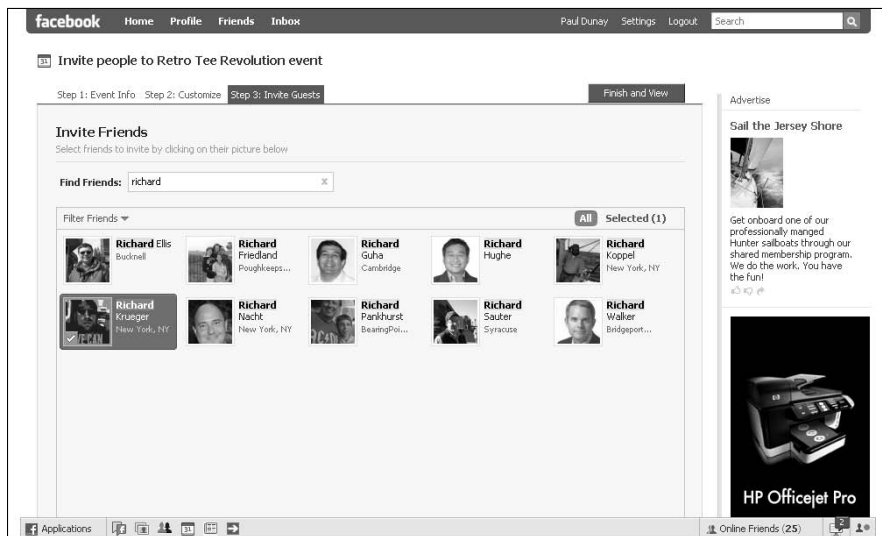 facebook Home Profile Friends Inbox Paul Dunay Settings Logout Search
31 Invite people to Retro Tee Revolution event
Step 1: Event Info Step 2: Customize Step 3: Invite Guests Finish and View
Invite Friends
Select friends to invite by clicking on their picture below
Find Friends: richard x
Filter Friends All Selected (1)
Richard Ellis
Bucknell
Richard
Friedland
Poughkeeps...
Richard
Guha
Cambridge
Richard
Hughe
Richard
Koppel
New York, NY
Richard
Krueger
New York, NY
Richard
Nacht
New York, NY
Richard
Pankhurst
BearingPoi...
Richard
Sauter
Syracuse
Richard
Walker
Bridgeport...
Advertise
Sail the Jersey Shore
Get onboard one of our
professionally manged
Hunter sailboats through our
shared membership program.
We do the work. You have
the fun!
hp
HP Officejet Pro
Applications 31 Online Friends (25) 2